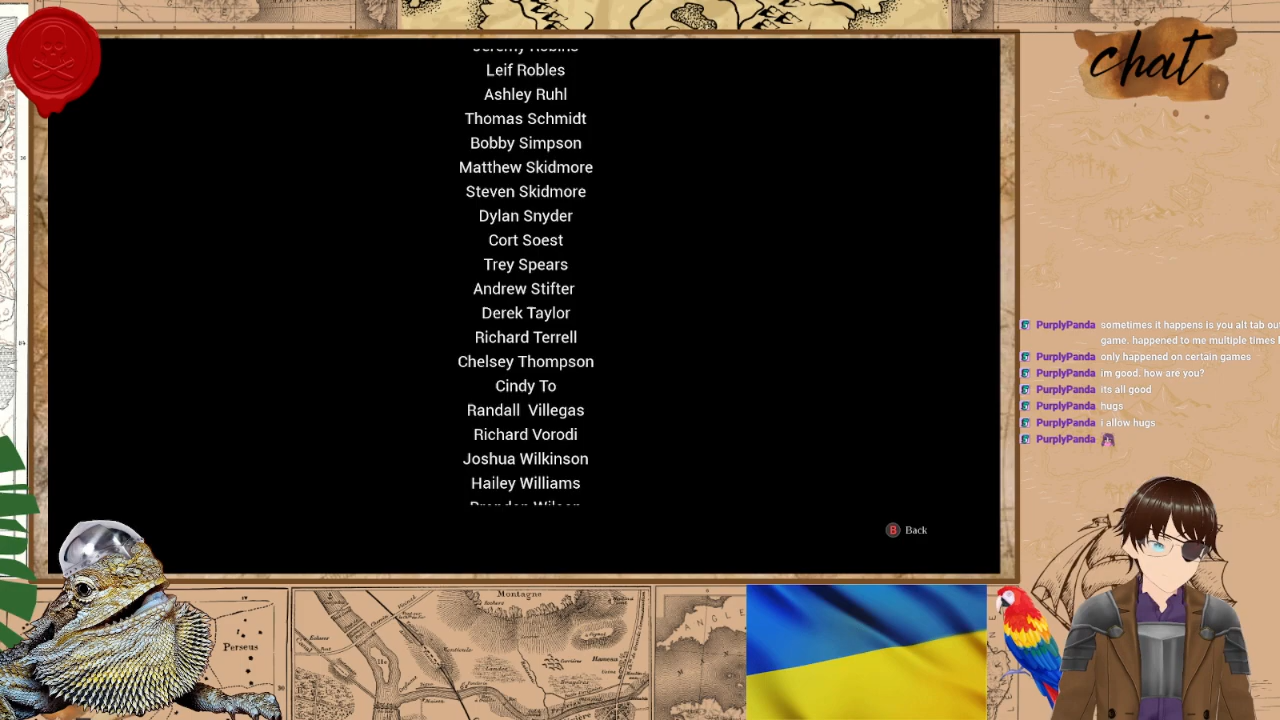 chat
Leif Robles
Ashley Ruhl
Thomas Schmidt
Bobby Simpson
Matthew Skidmore
Steven Skidmore
Dylan Snyder
Cort Soest
Trey Spears
Andrew Stifter
Derek Taylor
Richard Terrell
Chelsey Thompson
Cindy To
Randall  Villegas
Richard Vorodi
Joshua Wilkinson
Hailey Williams
B Back
PurplyPanda sometimes it happens is you alt tab out
game. happened to me multiple times
PurplyPanda only happened on certain games
PurplyPanda im good. how are you?
PurplyPanda its all good
PurplyPanda hugs
PurplyPanda i allow hugs
PurplyPanda
Perseus
Montagne